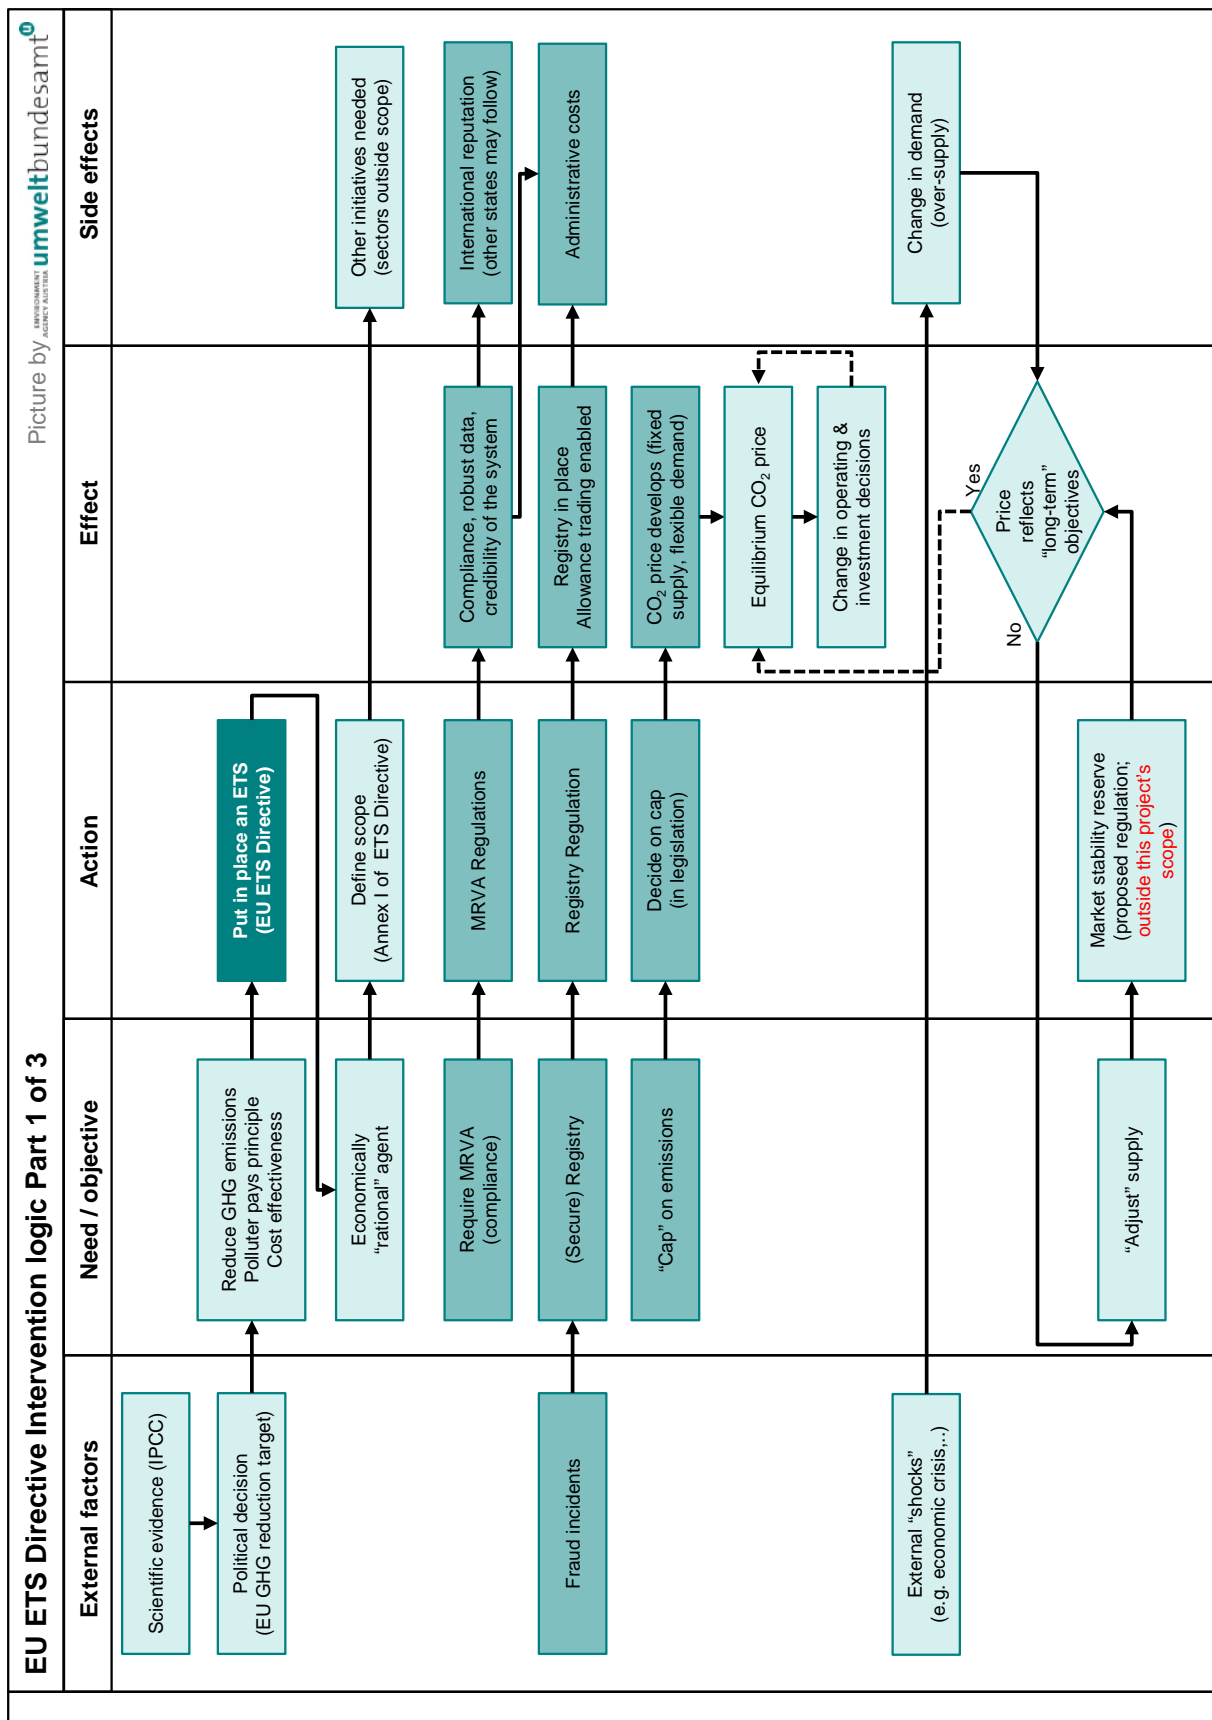 EU ETS Directive Intervention logic Part 1 of 3
Picture by
ENVIRONMENT
AGENCY AUSTRIA
umweltbundesamt
u
External factors
Need / objective
Action
Effect
Side effects
Scientific evidence (IPCC)
Political decision
(EU GHG reduction target)
Reduce GHG emissions
Polluter pays principle
Cost effectiveness
Put in place an ETS
(EU ETS Directive)
Economically
“rational” agent
Define scope
(Annex I of ETS Directive)
Other initiatives needed
(sectors outside scope)
Require MRVA
(compliance)
MRVA Regulations
Compliance, robust data,
credibility of the system
International reputation
(other states may follow)
Fraud incidents
(Secure) Registry
Registry Regulation
Registry in place
Allowance trading enabled
Administrative costs
“Cap” on emissions
Decide on cap
(in legislation)
CO2 price develops (fixed
supply, flexible demand)
Equilibrium CO2 price
Change in operating &
investment decisions
External “shocks”
(e.g. economic crisis,..)
Change in demand
(over-supply)
No
Price
reflects
“long-term”
objectives
Yes
“Adjust” supply
Market stability reserve
(proposed regulation;
outside this project’s
scope)